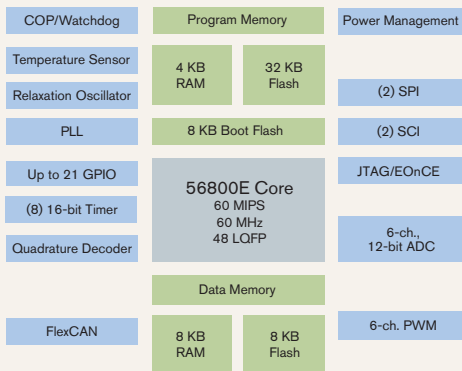 COP/Watchdog
Temperature Sensor
Relaxation Oscillator
PLL
Up to 21 GPIO
(8) 16-bit Timer
Quadrature Decoder
FlexCAN
Program Memory
4 KB
RAM
32 KB
Flash
8 KB Boot Flash
56800E Core
60 MIPS
60 MHz
48 LQFP
Data Memory
8 KB
RAM
8 KB
Flash
Power Management
(2) SPI
(2) SCI
JTAG/EOnCE
6-ch.,
12-bit ADC
6-ch. PWM